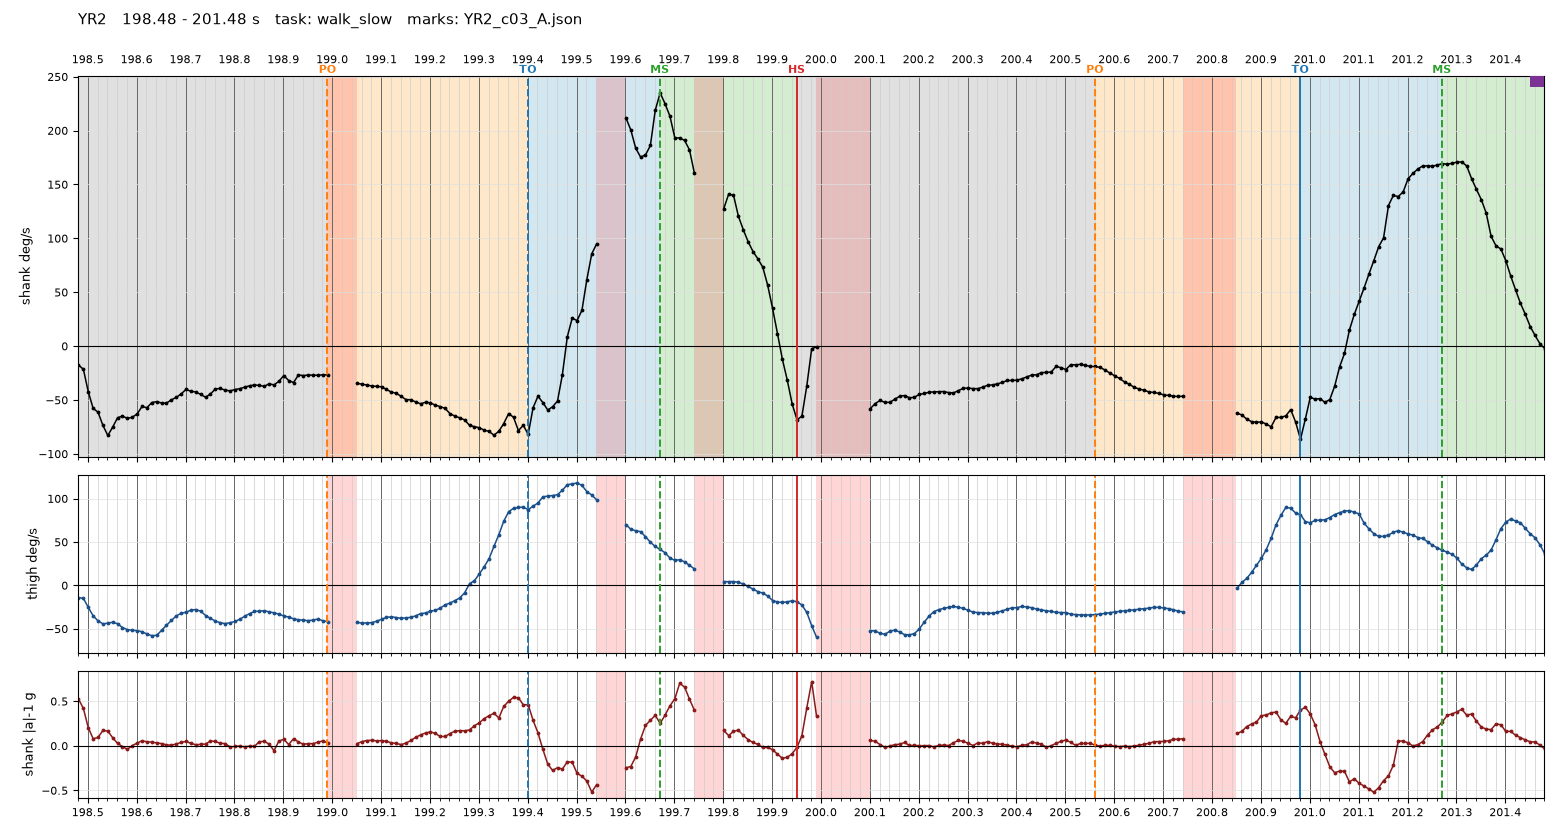 YR2   198.48 - 201.48 s   task: walk_slow   marks: YR2_c03_A.json
198.5 198.6 198.7 198.8 198.9 199.0 199.1 199.2 199.3 199.4 199.5 199.6 199.7 199.8 199.9 200.0 200.1 200.2 200.3 200.4 200.5 200.6 200.7 200.8 200.9 201.0 201.1 201.2 201.3 201.4
PO TO MS HS PO TO MS
250
200
150
100
50
0
−50
−100
shank deg/s
100
50
0
−50
thigh deg/s
0.5
0.0
−0.5
shank |a|-1 g
198.5 198.6 198.7 198.8 198.9 199.0 199.1 199.2 199.3 199.4 199.5 199.6 199.7 199.8 199.9 200.0 200.1 200.2 200.3 200.4 200.5 200.6 200.7 200.8 200.9 201.0 201.1 201.2 201.3 201.4